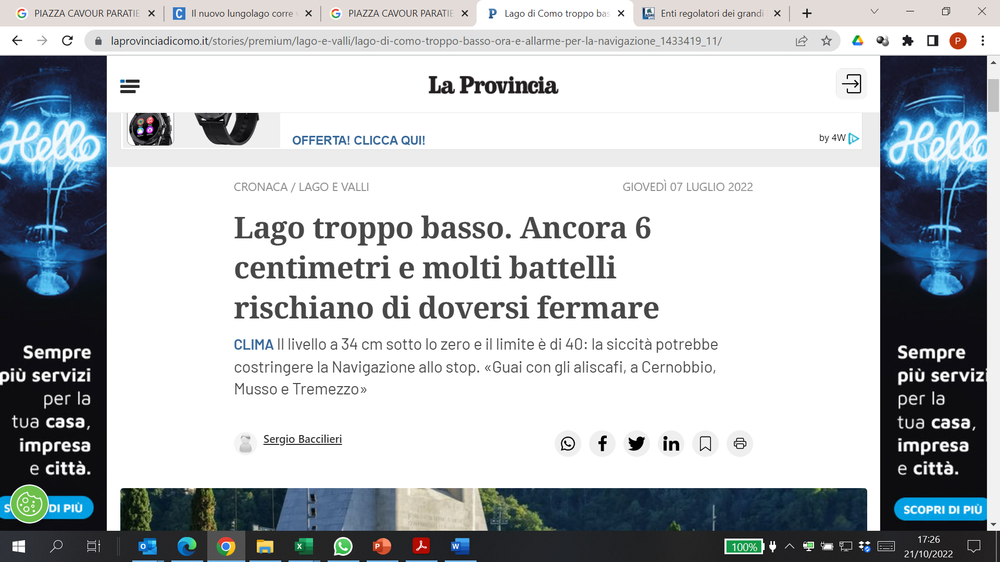 PIAZZA CAVOUR PARATIE
Il nuovo lungolago corre v
PIAZZA CAVOUR PARATIE
Lago di Como troppo bas
Enti regolatori dei grandi
laprovinciadicomo.it/stories/premium/lago-e-valli/lago-di-como-troppo-basso-ora-e-allarme-per-la-navigazione_1433419_11/
P
La Provincia
OFFERTA! CLICCA QUI!
by 4W
Hello
Hello
CRONACA / LAGO E VALLI
GIOVEDÌ 07 LUGLIO 2022
Lago troppo basso. Ancora 6
centimetri e molti battelli
rischiano di doversi fermare
CLIMA Il livello a 34 cm sotto lo zero e il limite è di 40: la siccità potrebbe
costringere la Navigazione allo stop. «Guai con gli aliscafi, a Cernobbio,
Musso e Tremezzo»
Sergio Baccilieri
Sempre
più servizi
per la
tua casa,
impresa
e città.
DI PIÙ
Sempre
più servizi
per la
tua casa,
impresa
e città.
SCOPRI DI PIÙ
100%
17:26
21/10/2022